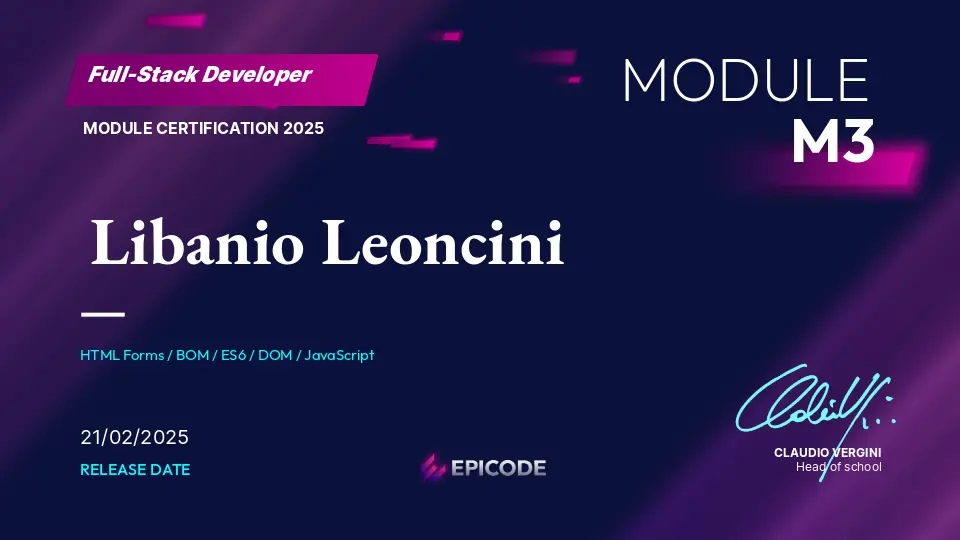 Full-Stack Developer
MODULE CERTIFICATION 2025
MODULE
M3
Libanio Leoncini
HTML Forms / BOM / ES6 / DOM / JavaScript
21/02/2025
RELEASE DATE
EPICODE
CLAUDIO VERGINI
Head of school